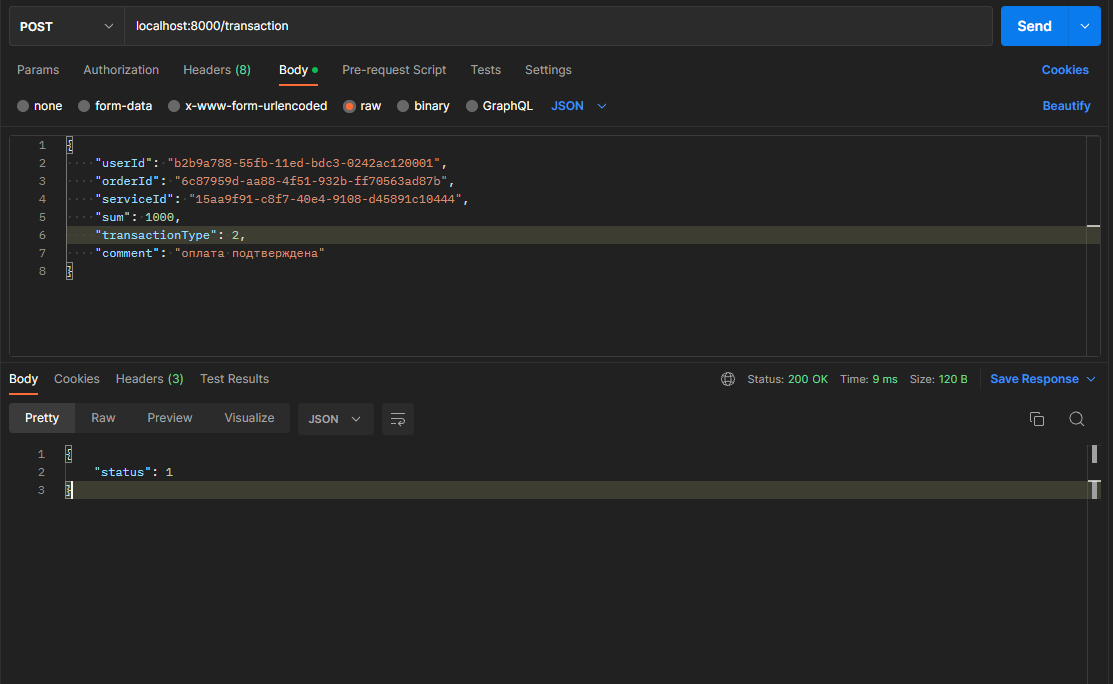 POST localhost:8000/transaction Send
Params Authorization Headers (8) Body Pre-request Script Tests Settings Cookies
none form-data x-www-form-urlencoded raw binary GraphQL JSON Beautify
1 {
2 "userId": "b2b9a788-55fb-11ed-bdc3-0242ac120001",
3 "orderId": "6c87959d-aa88-4f51-932b-ff70563ad87b",
4 "serviceId": "15aa9f91-c8f7-40e4-9108-d45891c10444",
5 "sum": 1000,
6 "transactionType": 2,
7 "comment": "оплата подтверждена"
8 }
Body Cookies Headers (3) Test Results Status: 200 OK Time: 9 ms Size: 120 B Save Response
Pretty Raw Preview Visualize JSON
1 {
2 "status": 1
3 }